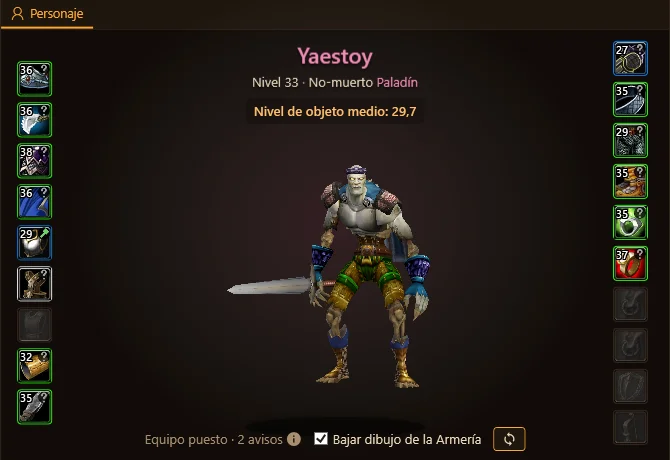 Personaje
Yaestoy
Nivel 33 · No-muerto Paladín
Nivel de objeto medio: 29,7
36 ?
36 ?
38 ?
36 ?
29
?
32 ?
35 ?
27 ?
35 ?
29 ?
35 ?
35 ?
37 ?
Equipo puesto · 2 avisos i
Bajar dibujo de la Armería